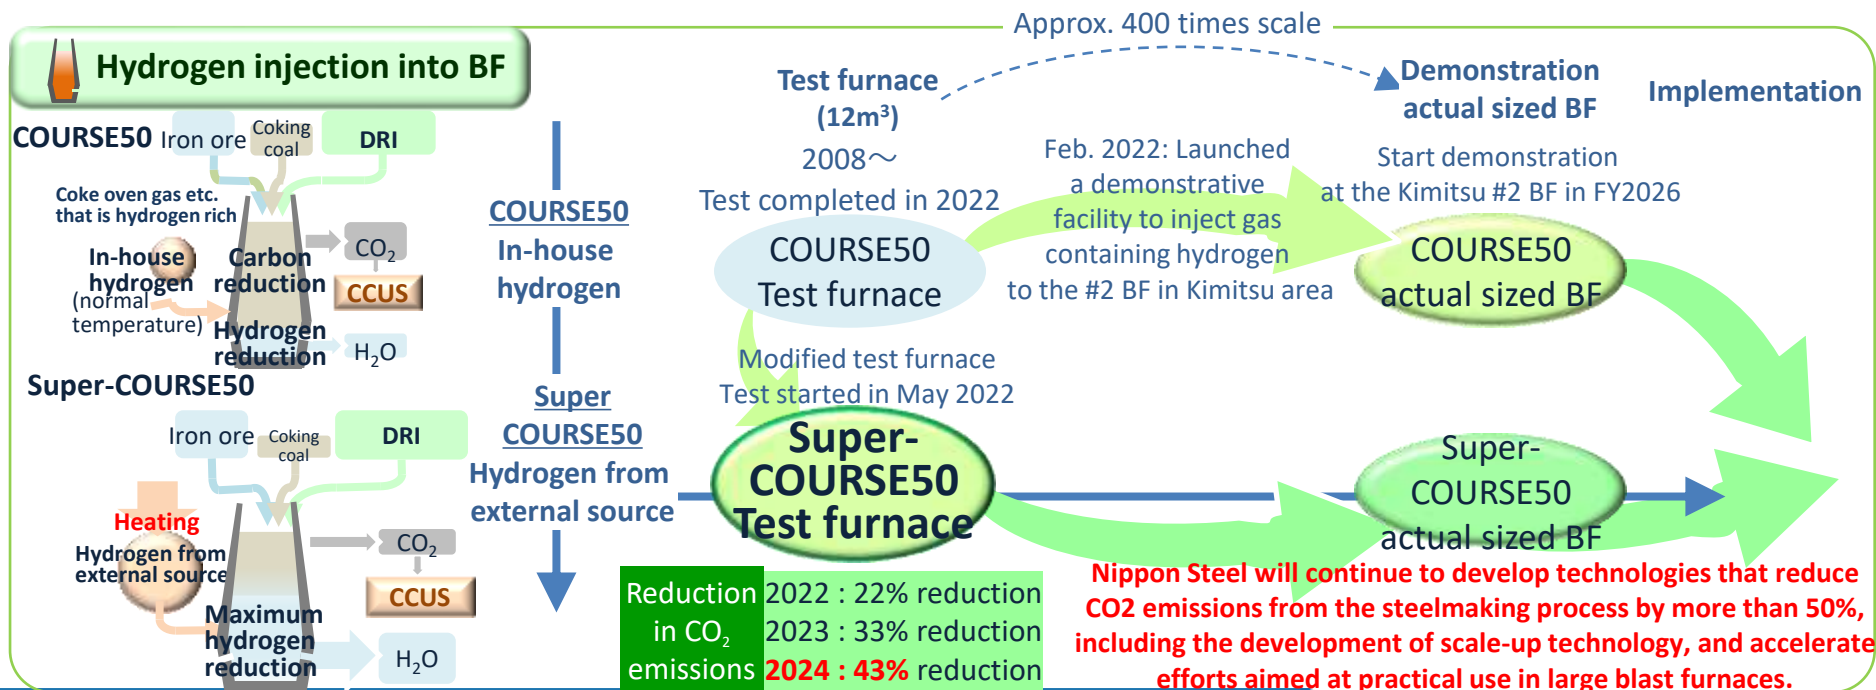 Approx. 400 times scale
Hydrogen injection into BF
COURSE50
Iron ore
Coking
coal
DRI
Coke oven gas etc.
that is hydrogen rich
In-house
hydrogen
(normal
temperature)
Carbon
reduction
Hydrogen
reduction
CO₂
CCUS
H₂O
Super-COURSE50
Iron ore
Coking
coal
DRI
Heating
Hydrogen from
external source
Maximum
hydrogen
reduction
CO₂
CCUS
H₂O
COURSE50
In-house
hydrogen
Super
COURSE50
Hydrogen from
external source
Test furnace
(12m³)
2008～
Test completed in 2022
COURSE50
Test furnace
Feb. 2022: Launched
a demonstrative
facility to inject gas
containing hydrogen
to the #2 BF in Kimitsu area
Demonstration
actual sized BF
Start demonstration
at the Kimitsu #2 BF in FY2026
COURSE50
actual sized BF
Implementation
Modified test furnace
Test started in May 2022
Super-
COURSE50
Test furnace
Super-
COURSE50
actual sized BF
Reduction
in CO₂
emissions
2022 : 22% reduction
2023 : 33% reduction
2024 : 43% reduction
Nippon Steel will continue to develop technologies that reduce
CO2 emissions from the steelmaking process by more than 50%,
including the development of scale-up technology, and accelerate
efforts aimed at practical use in large blast furnaces.